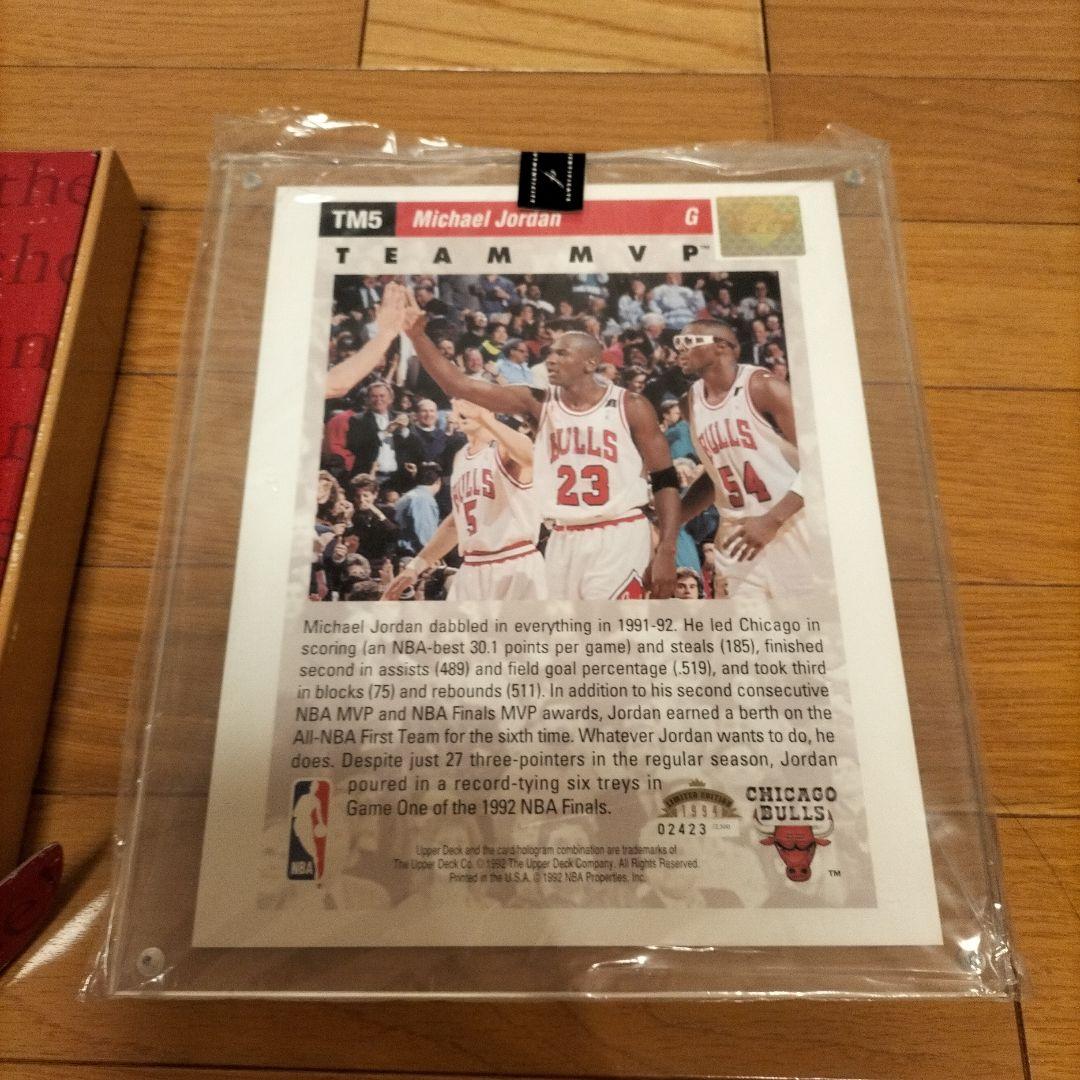 the
TM5 Michael Jordan G
TEAM MVP™
BULLS
23
BULLS
5
BULLS
54
Michael Jordan dabbled in everything in 1991-92. He led Chicago in
scoring (an NBA-best 30.1 points per game) and steals (185), finished
second in assists (489) and field goal percentage (.519), and took third
in blocks (75) and rebounds (511). In addition to his second consecutive
NBA MVP and NBA Finals MVP awards, Jordan earned a berth on the
All-NBA First Team for the sixth time. Whatever Jordan wants to do, he
does. Despite just 27 three-pointers in the regular season, Jordan
poured in a record-tying six treys in
Game One of the 1992 NBA Finals.
LIMITED EDITION
1994
02423
CHICAGO
BULLS
TM
NBA
Upper Deck and the card/hologram combination are trademarks of
The Upper Deck Co. © 1992 The Upper Deck Company. All Rights Reserved.
Printed in the U.S.A. © 1992 NBA Properties, Inc.